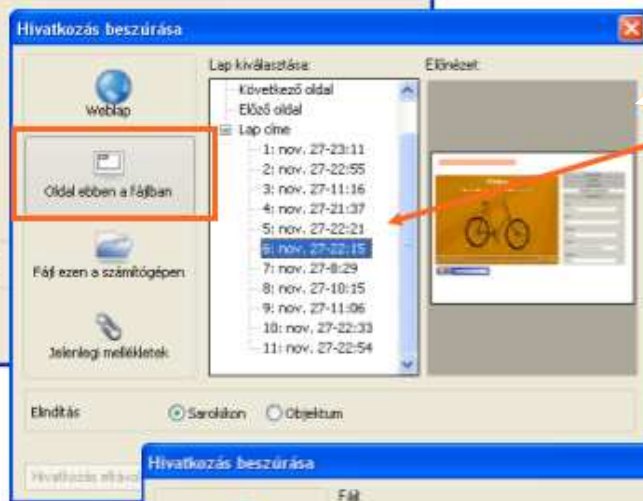 Hivatkozás beszúrása
Weblap
Oldal ebben a fájlban
Fájl ezen a számítógépen
Jelenlegi mellékletek
Lap kiválasztása:
Következő oldal
Előző oldal
Lap címe
1: nov. 27-23:11
2: nov. 27-22:55
3: nov. 27-11:16
4: nov. 27-21:37
5: nov. 27-22:21
6: nov. 27-22:15
7: nov. 27-8:29
8: nov. 27-10:15
9: nov. 27-11:06
10: nov. 27-22:33
11: nov. 27-22:54
Előnézet:
Elindítás
Sarokikon
Objektum
Hivatkozás
Hivatkozás beszúrása
Fájl